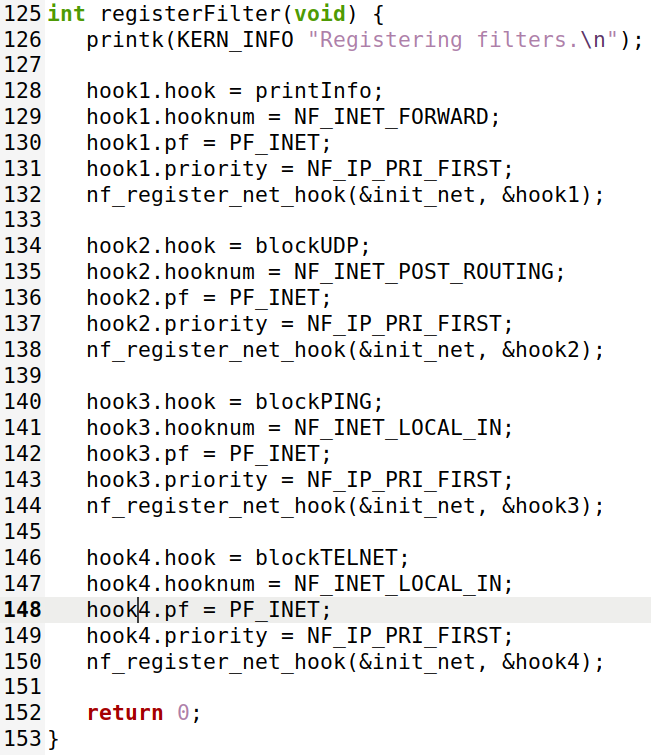 125 int registerFilter(void) {
126    printk(KERN_INFO "Registering filters.\n");
127
128    hook1.hook = printInfo;
129    hook1.hooknum = NF_INET_FORWARD;
130    hook1.pf = PF_INET;
131    hook1.priority = NF_IP_PRI_FIRST;
132    nf_register_net_hook(&init_net, &hook1);
133
134    hook2.hook = blockUDP;
135    hook2.hooknum = NF_INET_POST_ROUTING;
136    hook2.pf = PF_INET;
137    hook2.priority = NF_IP_PRI_FIRST;
138    nf_register_net_hook(&init_net, &hook2);
139
140    hook3.hook = blockPING;
141    hook3.hooknum = NF_INET_LOCAL_IN;
142    hook3.pf = PF_INET;
143    hook3.priority = NF_IP_PRI_FIRST;
144    nf_register_net_hook(&init_net, &hook3);
145
146    hook4.hook = blockTELNET;
147    hook4.hooknum = NF_INET_LOCAL_IN;
148    hook4.pf = PF_INET;
149    hook4.priority = NF_IP_PRI_FIRST;
150    nf_register_net_hook(&init_net, &hook4);
151
152    return 0;
153 }